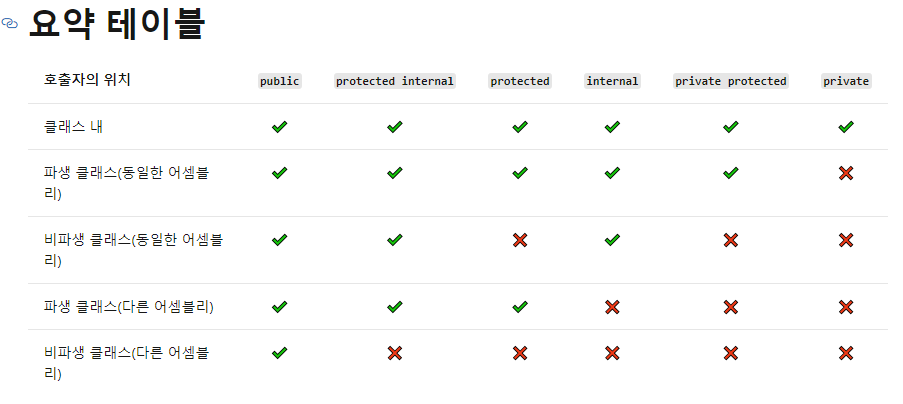 요약 테이블
호출자의 위치 public protected internal protected internal private protected private
클래스 내
파생 클래스(동일한 어셈블
리)
비파생 클래스(동일한 어셈블
리)
파생 클래스(다른 어셈블리)
비파생 클래스(다른 어셈블
리)